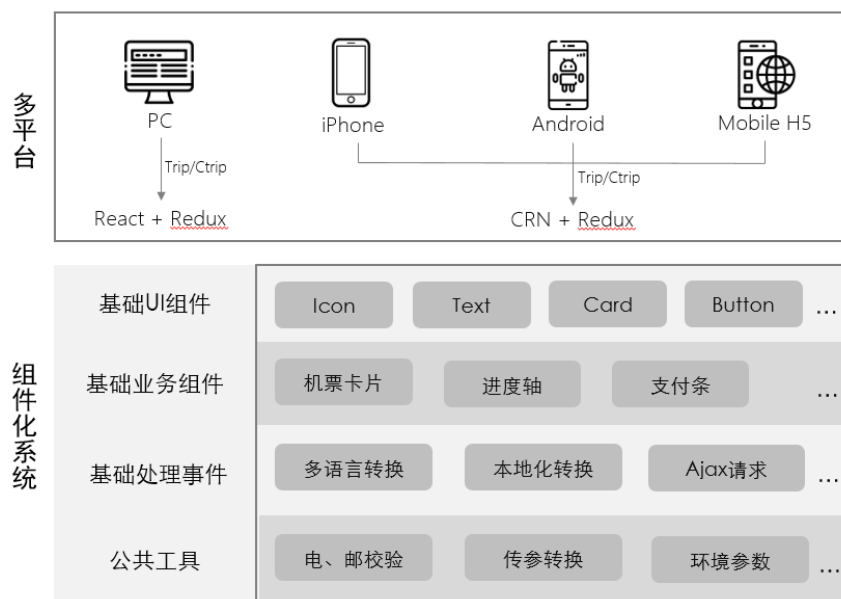 多平台
PC
iPhone
Android
Mobile H5
Trip/Ctrip
Trip/Ctrip
React + Redux
CRN + Redux
组件化系统
基础UI组件
Icon
Text
Card
Button
...
基础业务组件
机票卡片
进度轴
支付条
...
基础处理事件
多语言转换
本地化转换
Ajax请求
...
公共工具
电、邮校验
传参转换
环境参数
...